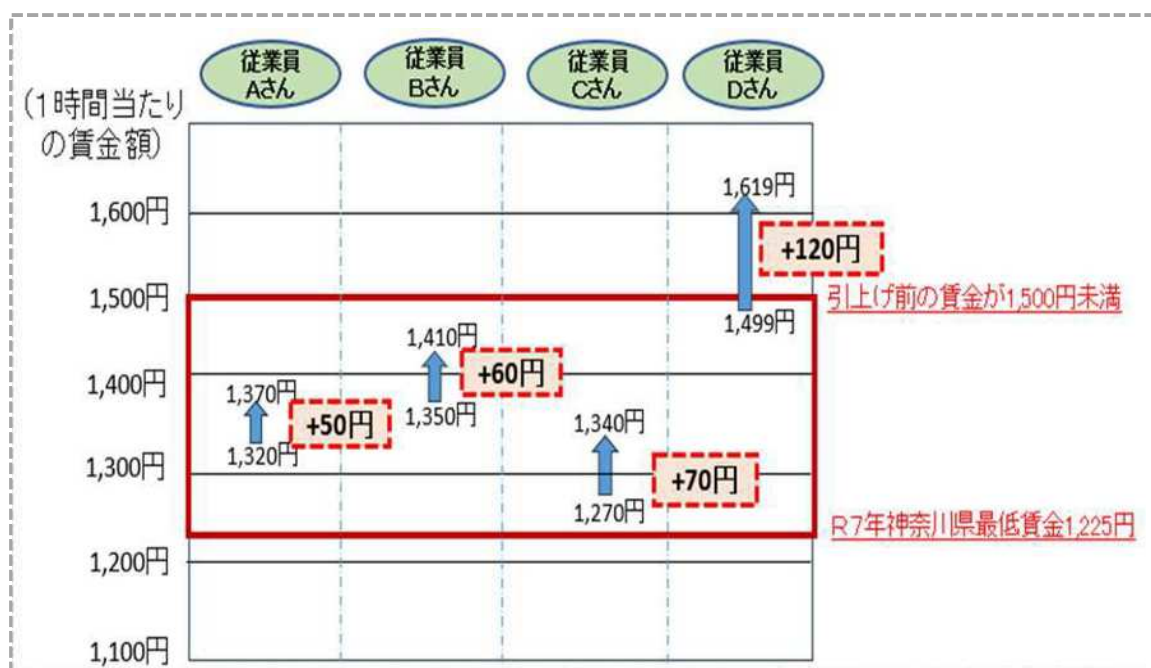 従業員
Aさん
従業員
Bさん
従業員
Cさん
従業員
Dさん
(1時間当たり
の賃金額)
1,619円
1,600円
+120円
1,500円
引上げ前の賃金が1,500円未満
1,499円
1,410円
1,400円
+60円
1,370円
1,350円
1,340円
+50円
1,320円
1,300円
+70円
1,270円
R7年神奈川県最低賃金1,225円
1,200円
1,100円